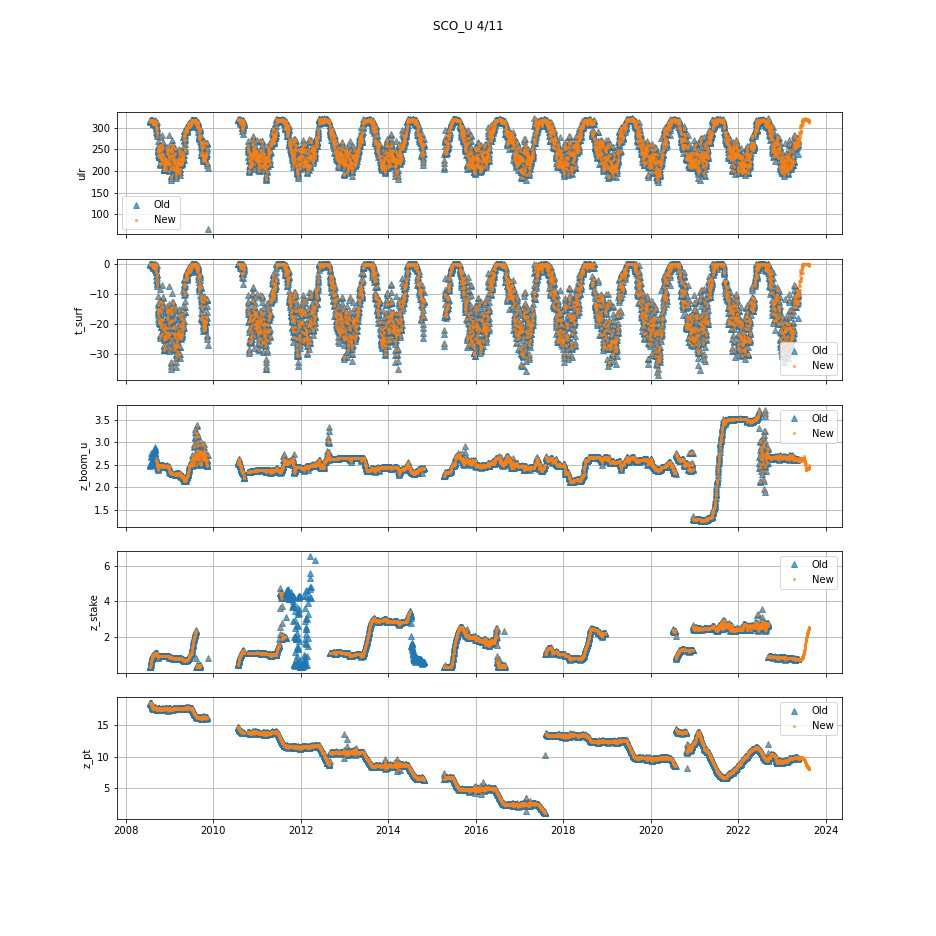 SCO_U 4/11
ulr
300
250
200
150
100
Old
New
t_surf
0
−10
−20
−30
Old
New
z_boom_u
3.5
3.0
2.5
2.0
1.5
Old
New
z_stake
6
4
2
Old
New
z_pt
15
10
5
Old
New
2008 2010 2012 2014 2016 2018 2020 2022 2024